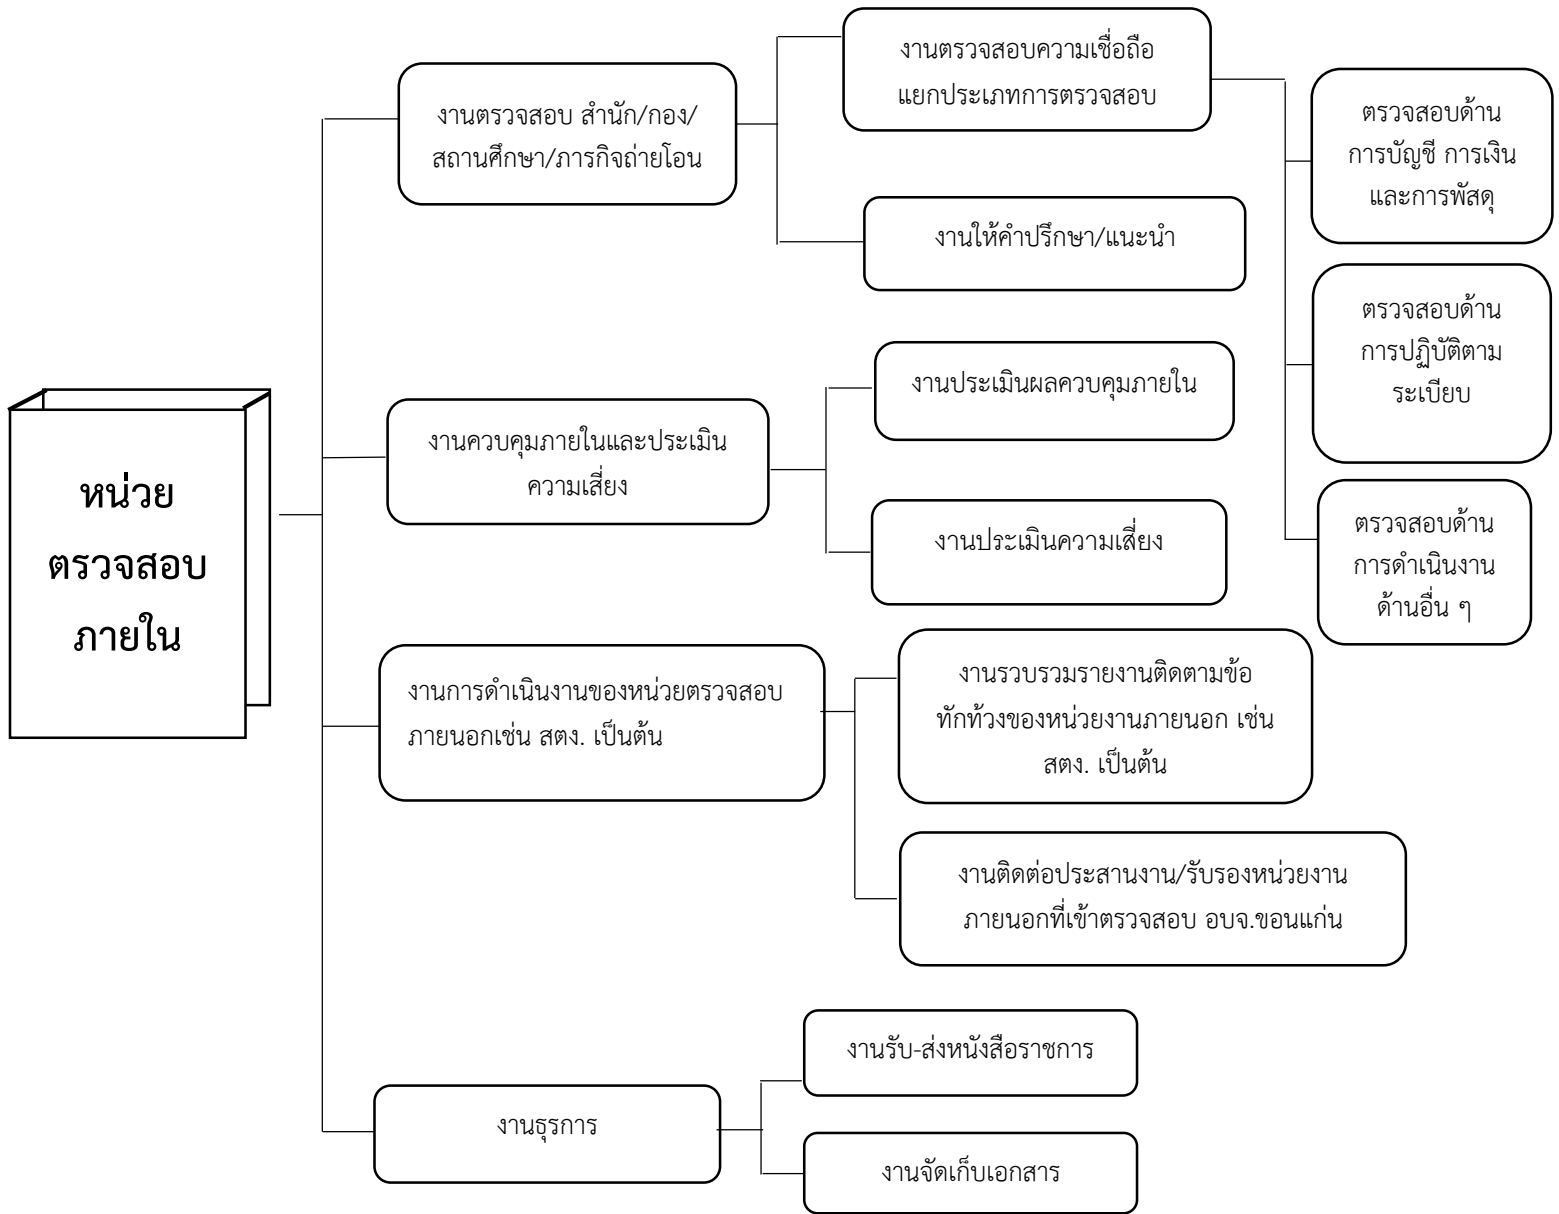 หน่วย
ตรวจสอบ
ภายใน
งานตรวจสอบ สำนัก/กอง/
สถานศึกษา/ภารกิจถ่ายโอน
งานตรวจสอบความเชื่อถือ
แยกประเภทการตรวจสอบ
ตรวจสอบด้าน
การบัญชี การเงิน
และการพัสดุ
ตรวจสอบด้าน
การปฏิบัติตาม
ระเบียบ
ตรวจสอบด้าน
การดำเนินงาน
ด้านอื่น ๆ
งานให้คำปรึกษา/แนะนำ
งานควบคุมภายในและประเมิน
ความเสี่ยง
งานประเมินผลควบคุมภายใน
งานประเมินความเสี่ยง
งานการดำเนินงานของหน่วยตรวจสอบ
ภายนอกเช่น สตง. เป็นต้น
งานรวบรวมรายงานติดตามข้อ
ทักท้วงของหน่วยงานภายนอก เช่น
สตง. เป็นต้น
งานติดต่อประสานงาน/รับรองหน่วยงาน
ภายนอกที่เข้าตรวจสอบ อบจ.ขอนแก่น
งานธุรการ
งานรับ-ส่งหนังสือราชการ
งานจัดเก็บเอกสาร